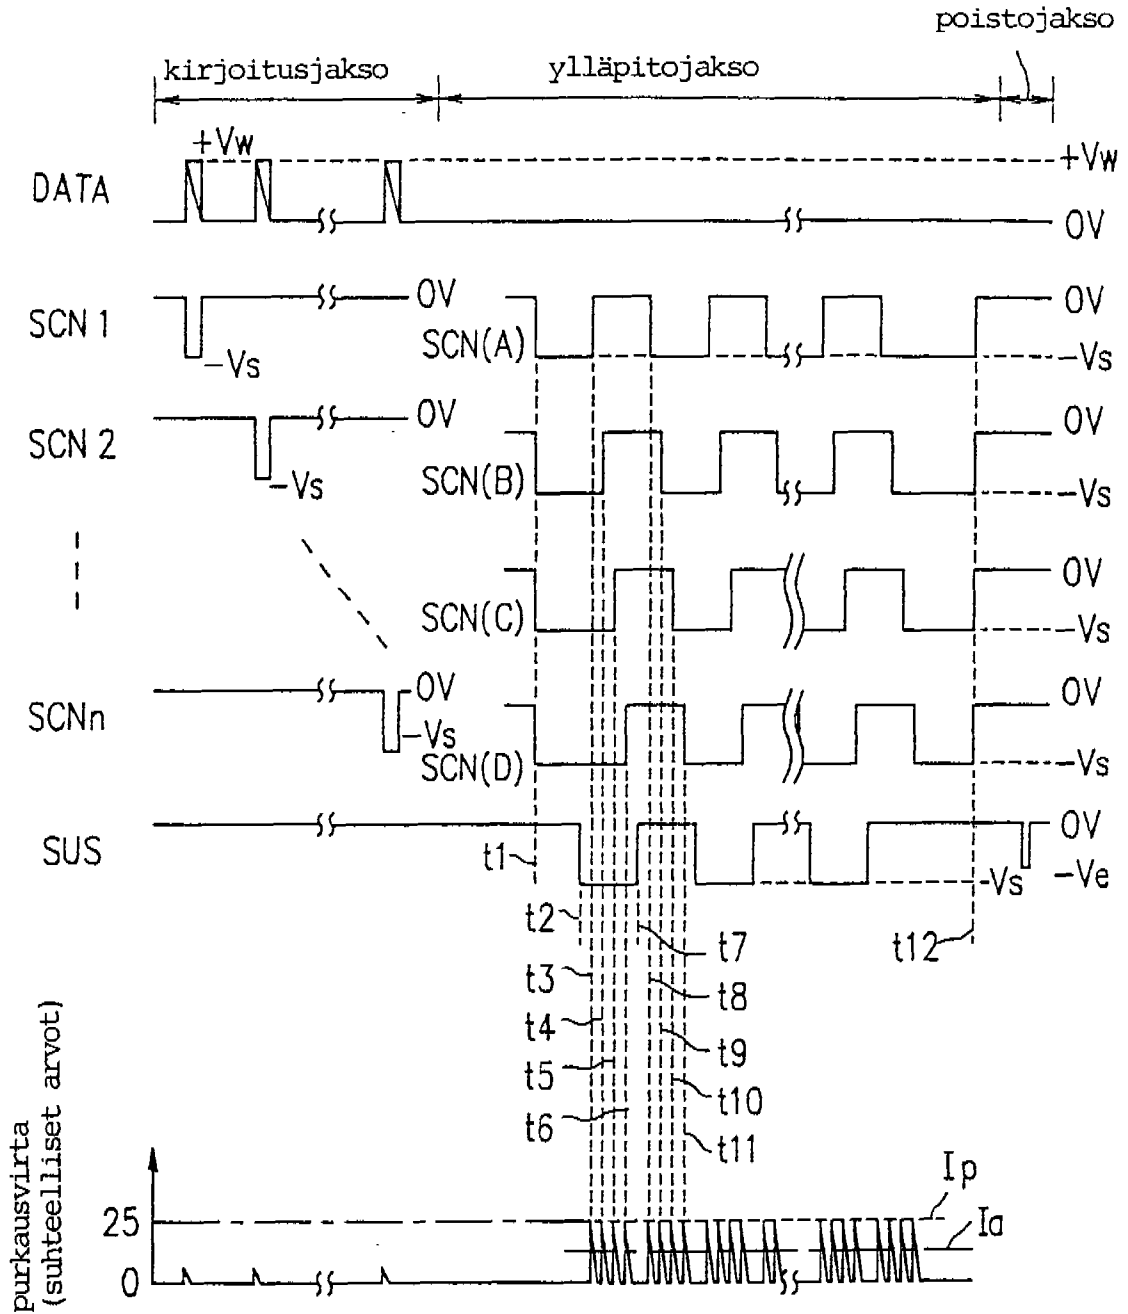 poistojakso
kirjoitusjakso
ylläpitojakso
+Vw
+Vw
DATA
0V
SCN 1
0V
0V
SCN(A)
-Vs
-Vs
SCN 2
0V
0V
SCN(B)
-Vs
-Vs
0V
SCN(C)
-Vs
SCNn
0V
0V
-Vs
SCN(D)
-Vs
SUS
0V
t1
-Vs
-Ve
t2
t7
t12
t3
t8
t4
t9
t5
t10
t6
t11
purkausvirta
(suhteelliset arvot)
Ip
25
Ia
0